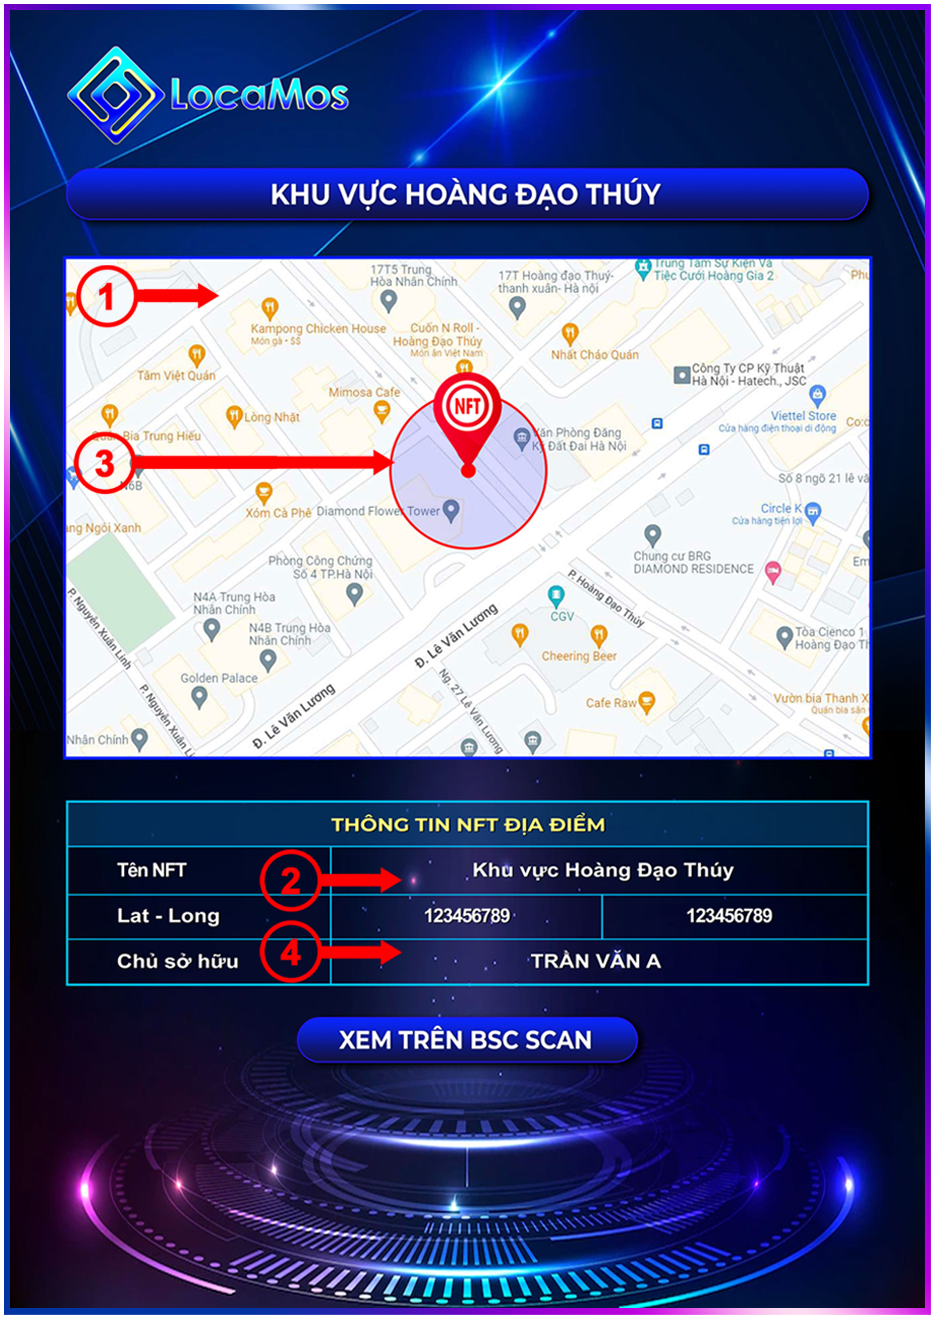 LocaMos
KHU VỰC HOÀNG ĐẠO THÚY
1
17T5 Trung
Hòa Nhân Chính
17T Hoàng đạo Thuý-
thanh xuân- Hà nội
Trung Tâm Sự Kiện Và
Tiệc Cưới Hoàng Gia 2
Kampong Chicken House
Món gà • $$
Cuốn N Roll -
Hoàng Đạo Thúy
Món ăn Việt Nam
Nhất Chảo Quán
Tâm Việt Quán
Công Ty CP Kỹ Thuật
Hà Nội - Hatech., JSC
Mimosa Cafe
NFT
Lòng Nhật
Viettel Store
Cửa hàng điện thoại di động
Quán Bia Trung Hiếu
Văn Phòng Đăng
Ký Đất Đai Hà Nội
3
N6B
Số 8 ngõ 21 lê vă
Xóm Cà Phê
Diamond Flower Tower
Circle K
Cửa hàng tiện lợi
ang Ngói Xanh
Phòng Công Chứng
Số 4 TP.Hà Nội
Chung cư BRG
DIAMOND RESIDENCE
P. Hoàng Đạo Thúy
N4A Trung Hòa
Nhân Chính
CGV
P. Nguyễn Xuân Linh
N4B Trung Hòa
Nhân Chính
Đ. Lê Văn Lương
Cheering Beer
Tòa Cienco 1
Hoàng Đạo Th
Golden Palace
P. Nguyễn Xuân Li
Đ. Lê Văn Lương
Ng. 27 Lê Văn Lương
Cafe Raw
Vườn bia Thanh X
Quán bia sân
Nhân Chính
THÔNG TIN NFT ĐỊA ĐIỂM
Tên NFT 2 Khu vực Hoàng Đạo Thúy
Lat - Long 123456789 123456789
Chủ sở hữu 4 TRẦN VĂN A
XEM TRÊN BSC SCAN